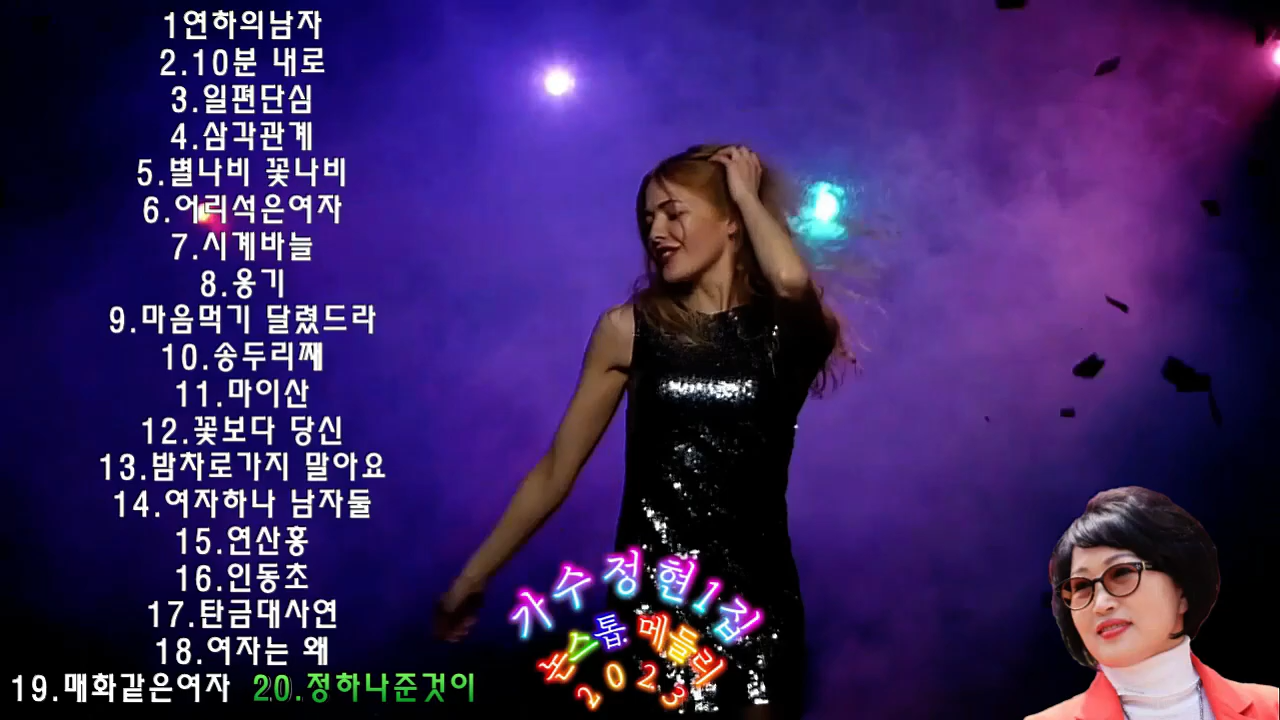 1연하의남자
2.10분 내로
3.일편단심
4.삼각관계
5.별나비 꽃나비
6.어리석은여자
7.시계바늘
8.옹기
9.마음먹기 달렸드라
10.송두리째
11.마이산
12.꽃보다 당신
13.밤차로가지 말아요
14.여자하나 남자둘
15.연산홍
16.인동초
17.탄금대사연
18.여자는 왜
19.매화같은여자 20.정하나준것이
가수정현1집
논스톱 메들리
2023